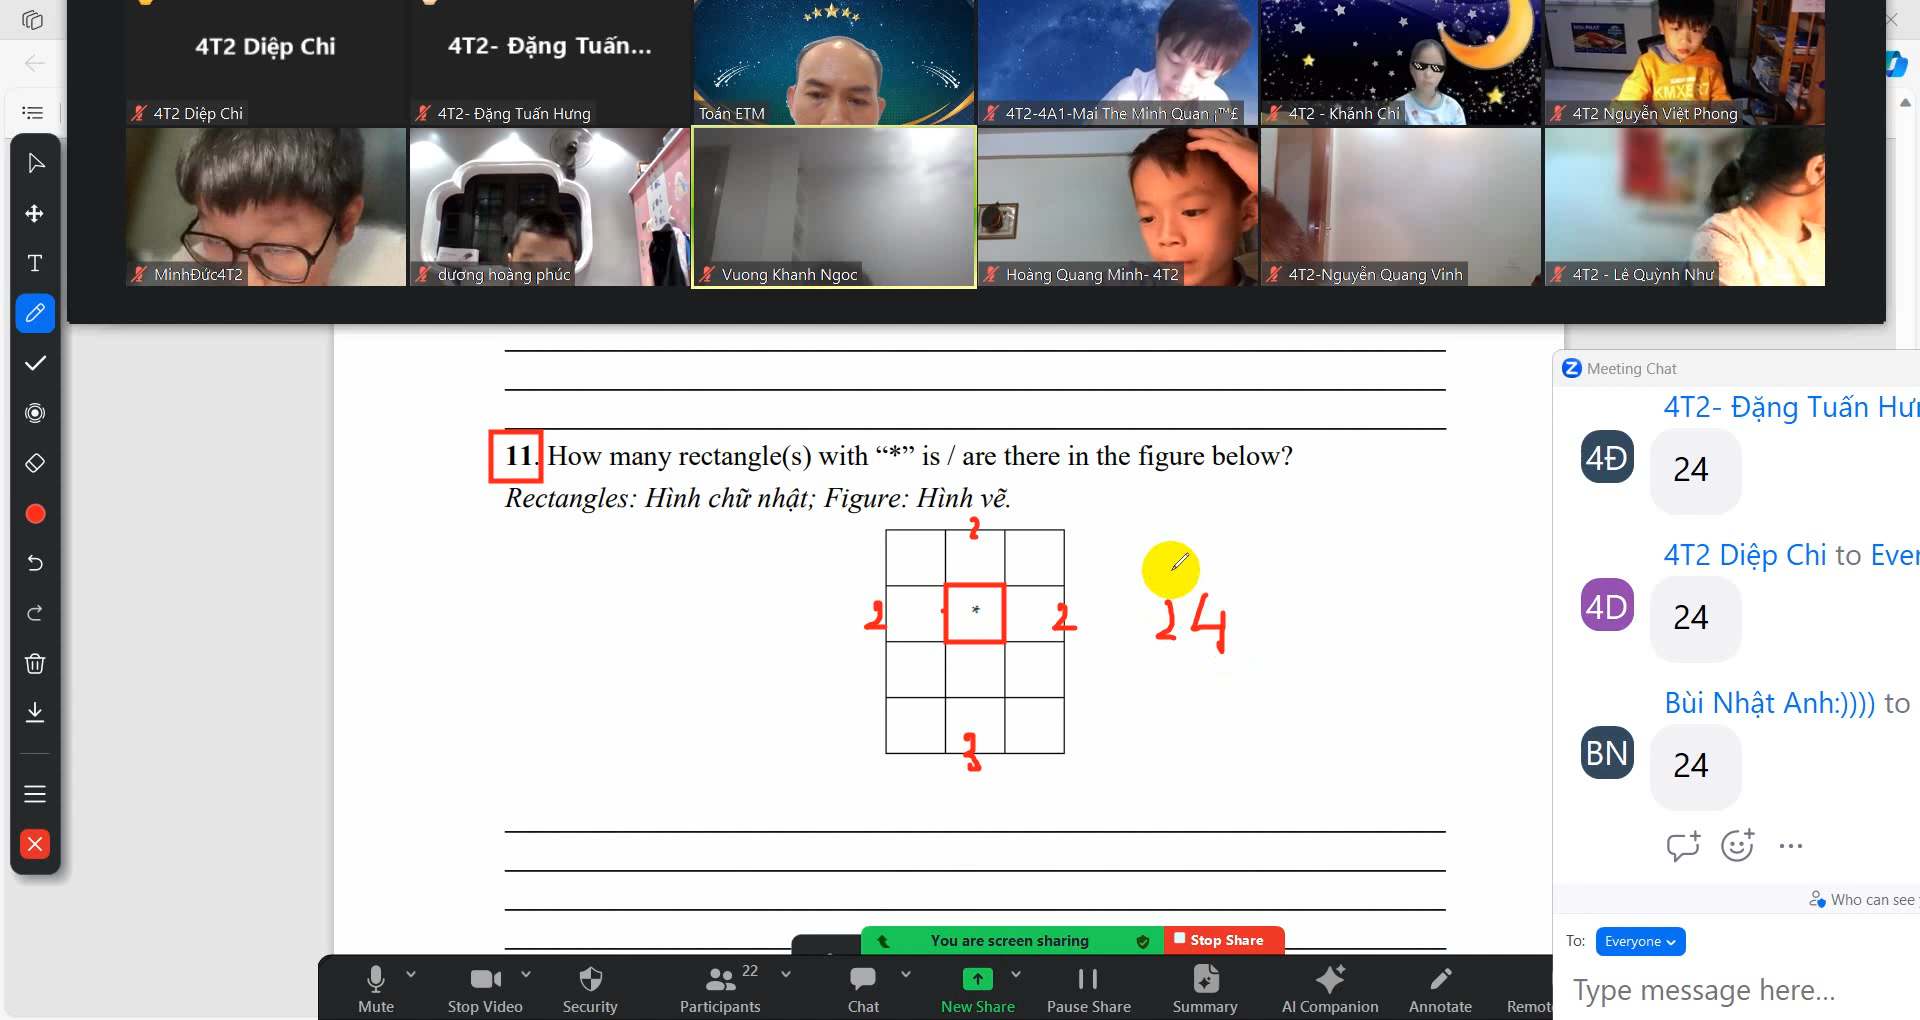 4T2 Diệp Chi
4T2- Đặng Tuấn...
4T2 Diệp Chi
4T2- Đặng Tuấn Hưng
Toán ETM
4T2-4A1-Mai The Minh Quan ¡™£
4T2 - Khánh Chi
4T2 Nguyễn Việt Phong
MinhĐức4T2
dương hoàng phúc
Vuong Khanh Ngoc
Hoàng Quang Minh- 4T2
4T2-Nguyễn Quang Vinh
4T2 - Lê Quỳnh Như
11. How many rectangle(s) with “*” is / are there in the figure below?
Rectangles: Hình chữ nhật; Figure: Hình vẽ.
2
*
2
2
3
24
Meeting Chat
4T2- Đặng Tuấn Hư
4Đ
24
4T2 Diệp Chi to Ever
4D
24
Bùi Nhật Anh:)))) to
BN
24
Who can see
To: Everyone
Type message here...
You are screen sharing
Stop Share
Mute
Stop Video
Security
Participants
22
Chat
New Share
Pause Share
Summary
AI Companion
Annotate
Remot